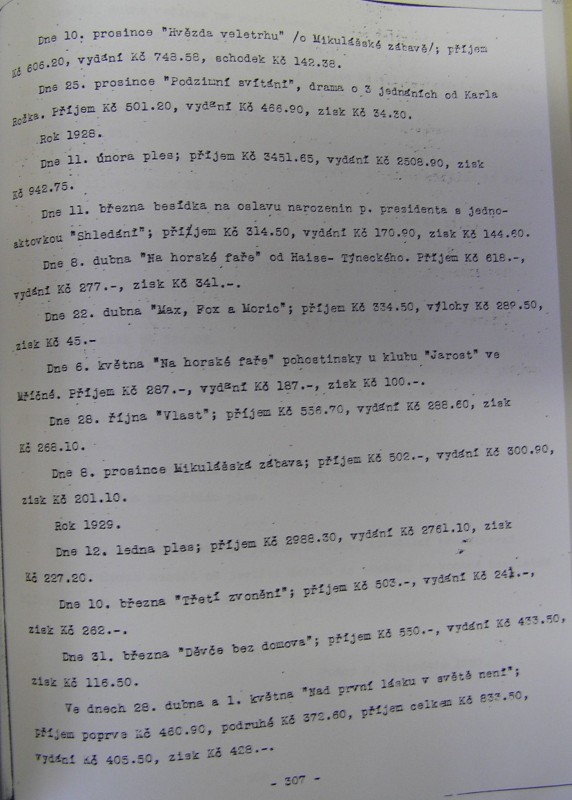 Dne 10. prosince "Hvězda veletrhu" /o Mikulášské zábavě/; příjem
Kč 606.20, vydání Kč 748.58, schodek Kč 142.38.
Dne 25. prosince "Podzimní svítání", drama o 3 jednáních od Karla
Rožka. Příjem Kč 501.20, vydání Kč 466.90, zisk Kč 34.30.
Rok 1928.
Dne 11. února ples; příjem Kč 3451.65, vydání Kč 2508.90, zisk
Kč 942.75.
Dne 11. března besídka na oslavu narozenin p. presidenta s jedno-
aktovkou "Shledání"; příjem Kč 314.50, vydání Kč 170.90, zisk Kč 144.60.
Dne 8. dubna "Na horské faře" od Haise- Týneckého. Příjem Kč 618.-,
vydání Kč 277.-, zisk Kč 341.-.
Dne 22. dubna "Max, Fox a Moric"; příjem Kč 334.50, výlohy Kč 289.50,
zisk Kč 45.-
Dne 6. května "Na horské faře" pohostinsky u klubu "Jarost" ve
Mříčné. Příjem Kč 287.-, vydání Kč 187.-, zisk Kč 100.-.
Dne 28. října "Vlast"; příjem Kč 556.70, vydání Kč 288.60, zisk
Kč 268.10.
Dne 8. prosince Mikulášská zábava; příjem Kč 502.-, vydání Kč 300.90,
zisk Kč 201.10.
Rok 1929.
Dne 12. ledna ples; příjem Kč 2988.30, vydání Kč 2761.10, zisk
Kč 227.20.
Dne 10. března "Třetí zvonění"; příjem Kč 503.-, vydání Kč 241.-,
zisk Kč 262.-.
Dne 31. března "Děvče bez domova"; příjem Kč 550.-, vydání Kč 433.50,
zisk Kč 116.50.
Ve dnech 28. dubna a 1. května "Nad první lásku v světě není";
příjem poprvé Kč 460.90, podruhé Kč 372.60, příjem celkem Kč 833.50,
vydání Kč 405.50, zisk Kč 428.-.
- 307 -